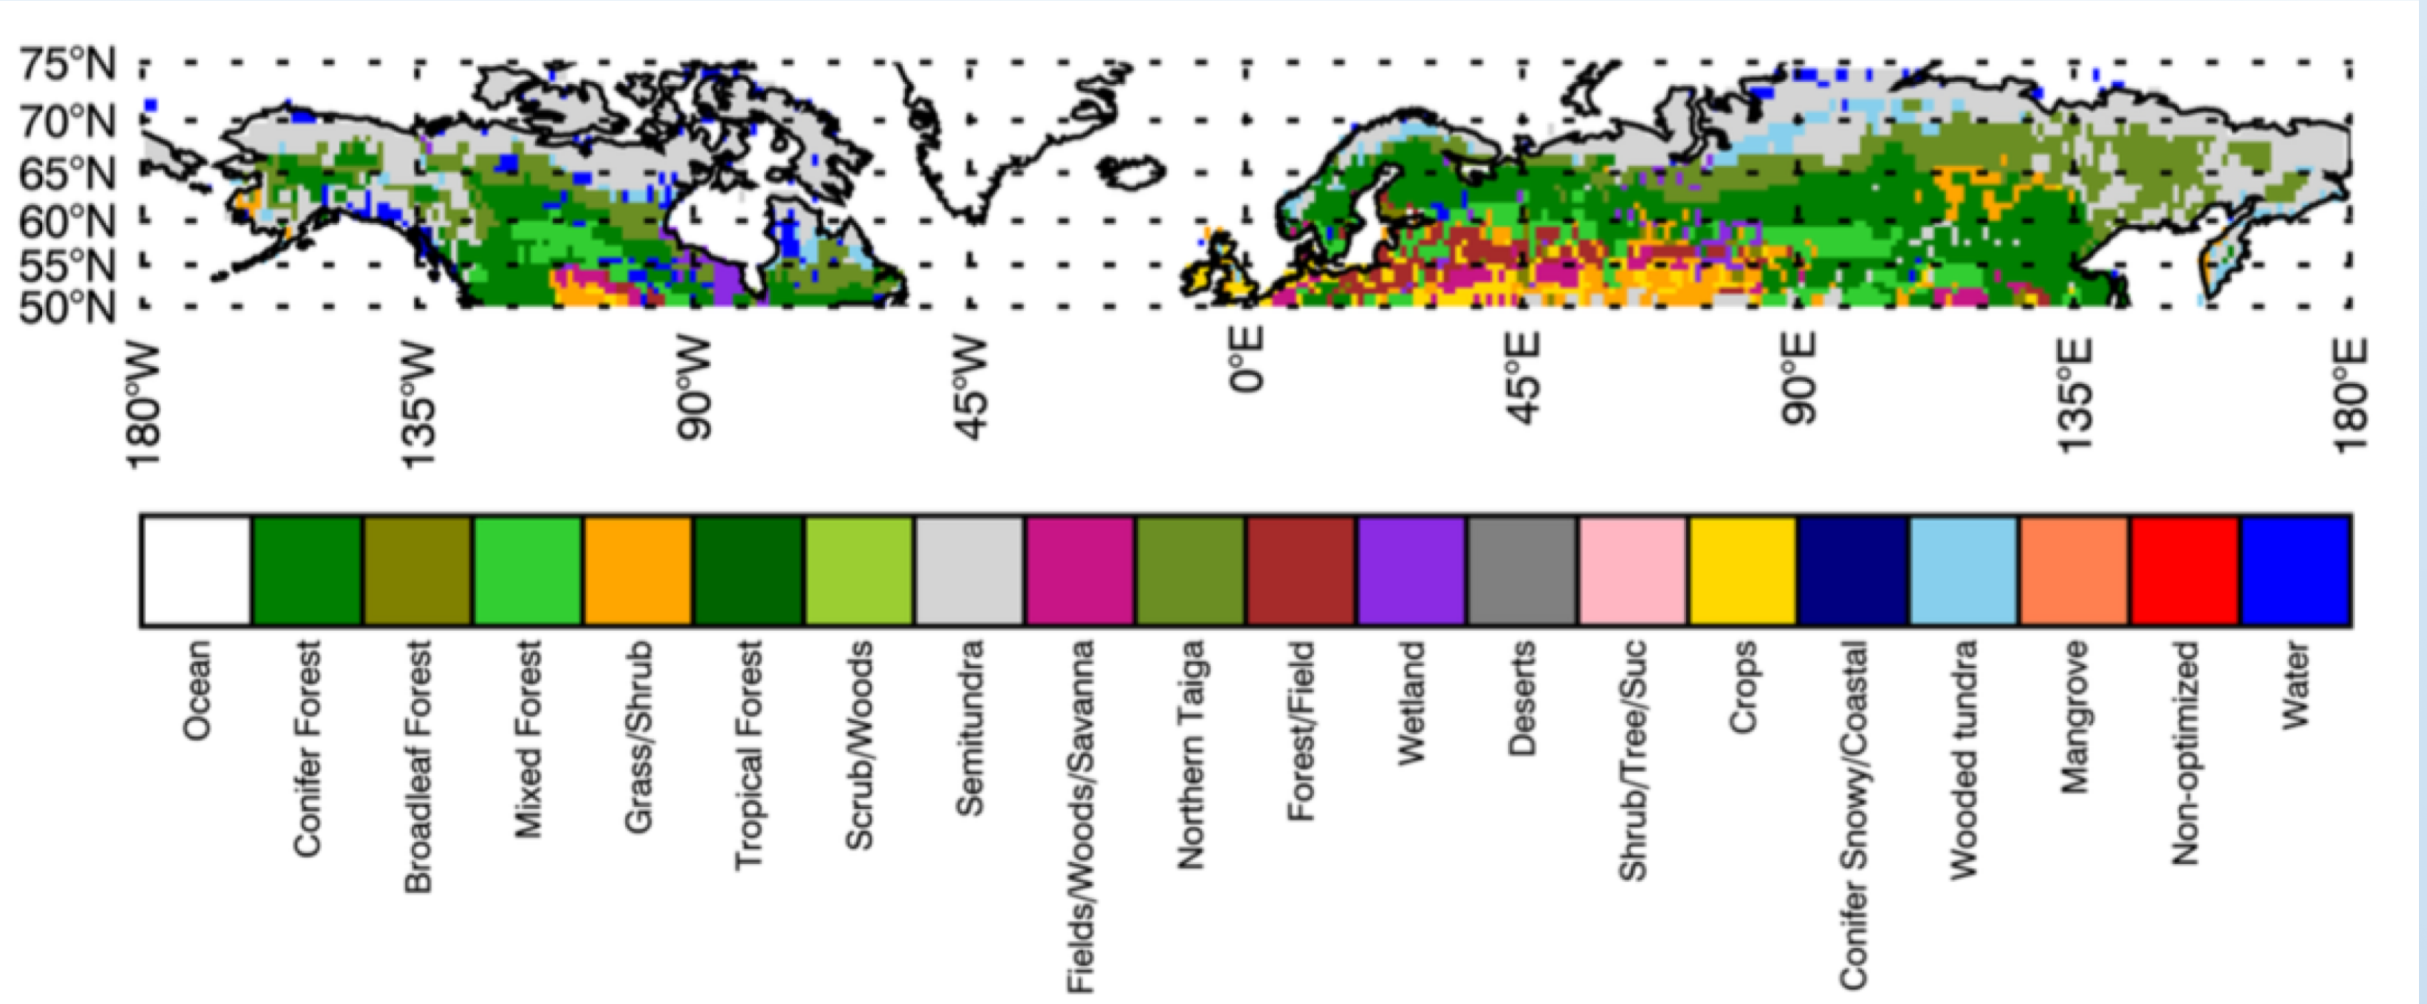 75°N
70°N
65°N
60°N
55°N
50°N
180°W
135°W
90°W
45°W
0°E
45°E
90°E
135°E
180°E
Ocean
Conifer Forest
Broadleaf Forest
Mixed Forest
Grass/Shrub
Tropical Forest
Scrub/Woods
Semitundra
Fields/Woods/Savanna
Northern Taiga
Forest/Field
Wetland
Deserts
Shrub/Tree/Suc
Crops
Conifer Snowy/Coastal
Wooded tundra
Mangrove
Non-optimized
Water